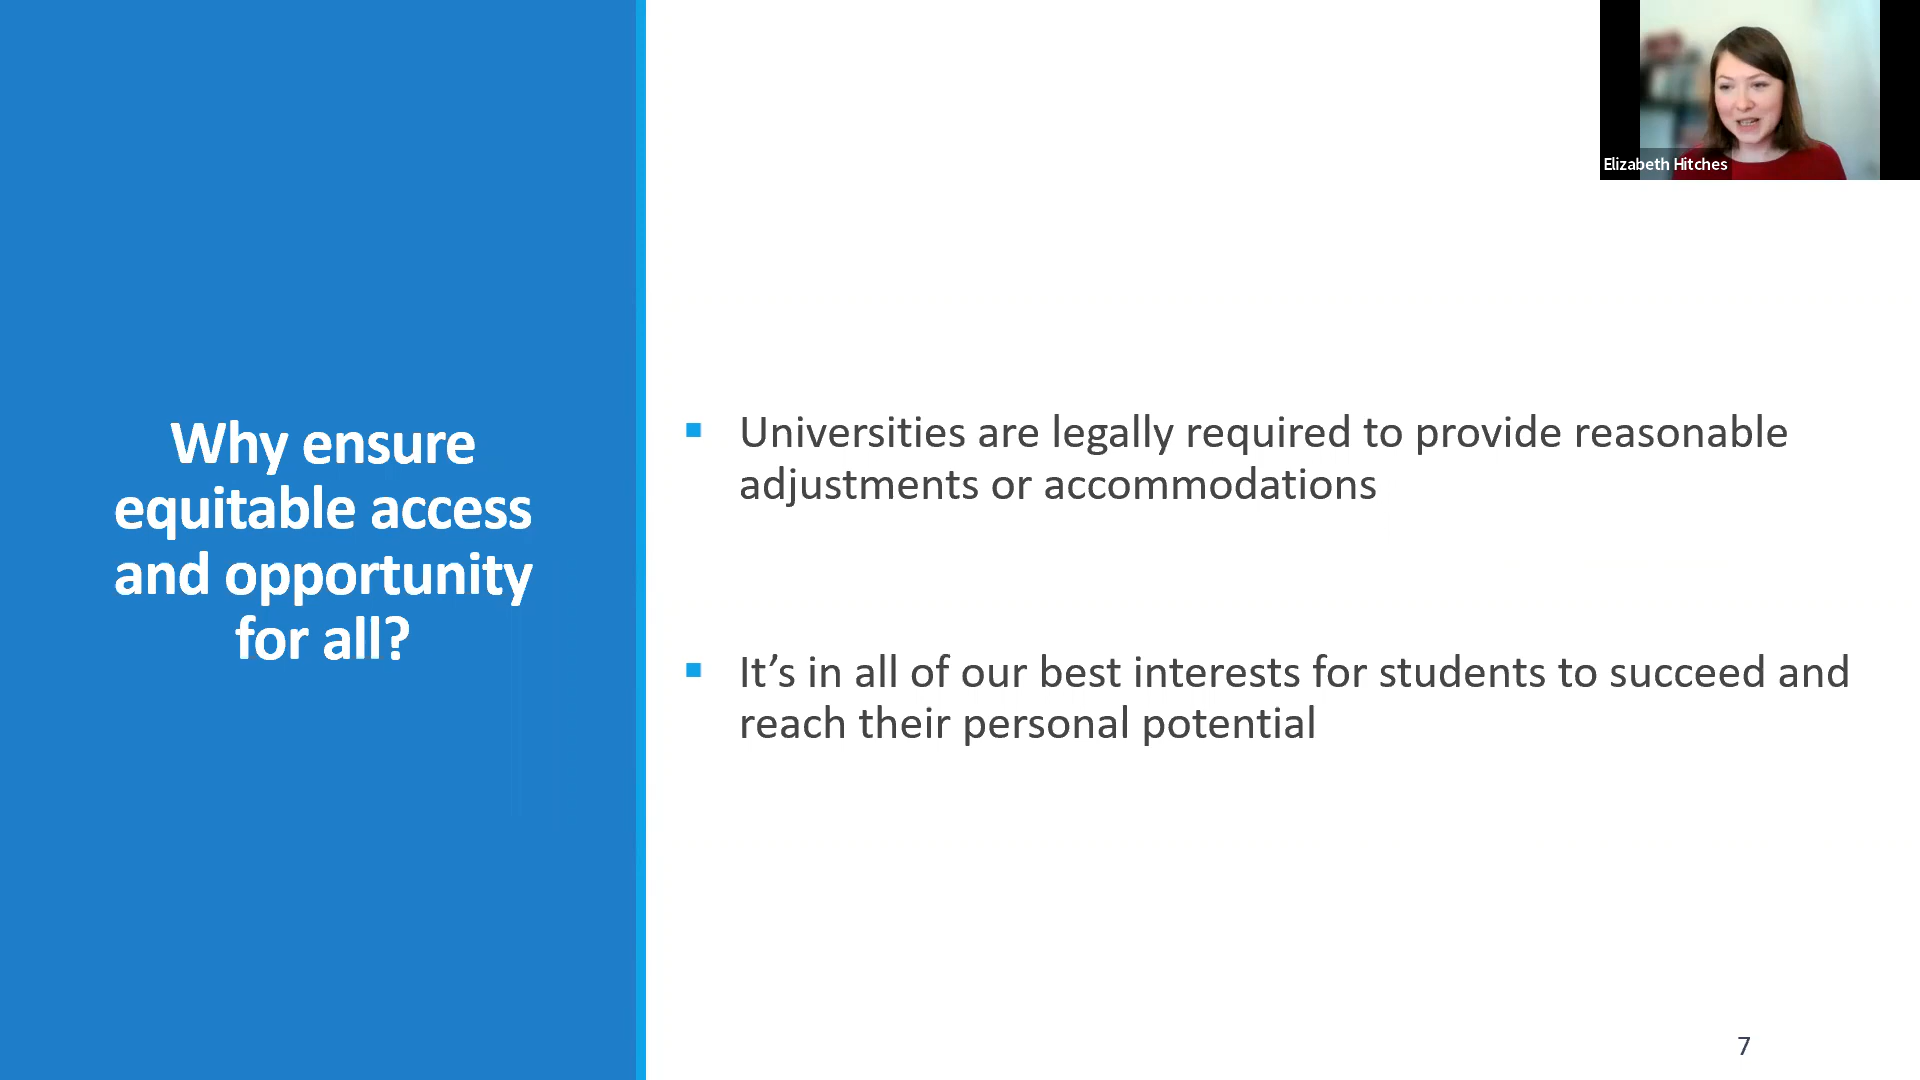 Why ensure
equitable access
and opportunity
for all?
Universities are legally required to provide reasonable
adjustments or accommodations
It’s in all of our best interests for students to succeed and
reach their personal potential
Elizabeth Hitches
7